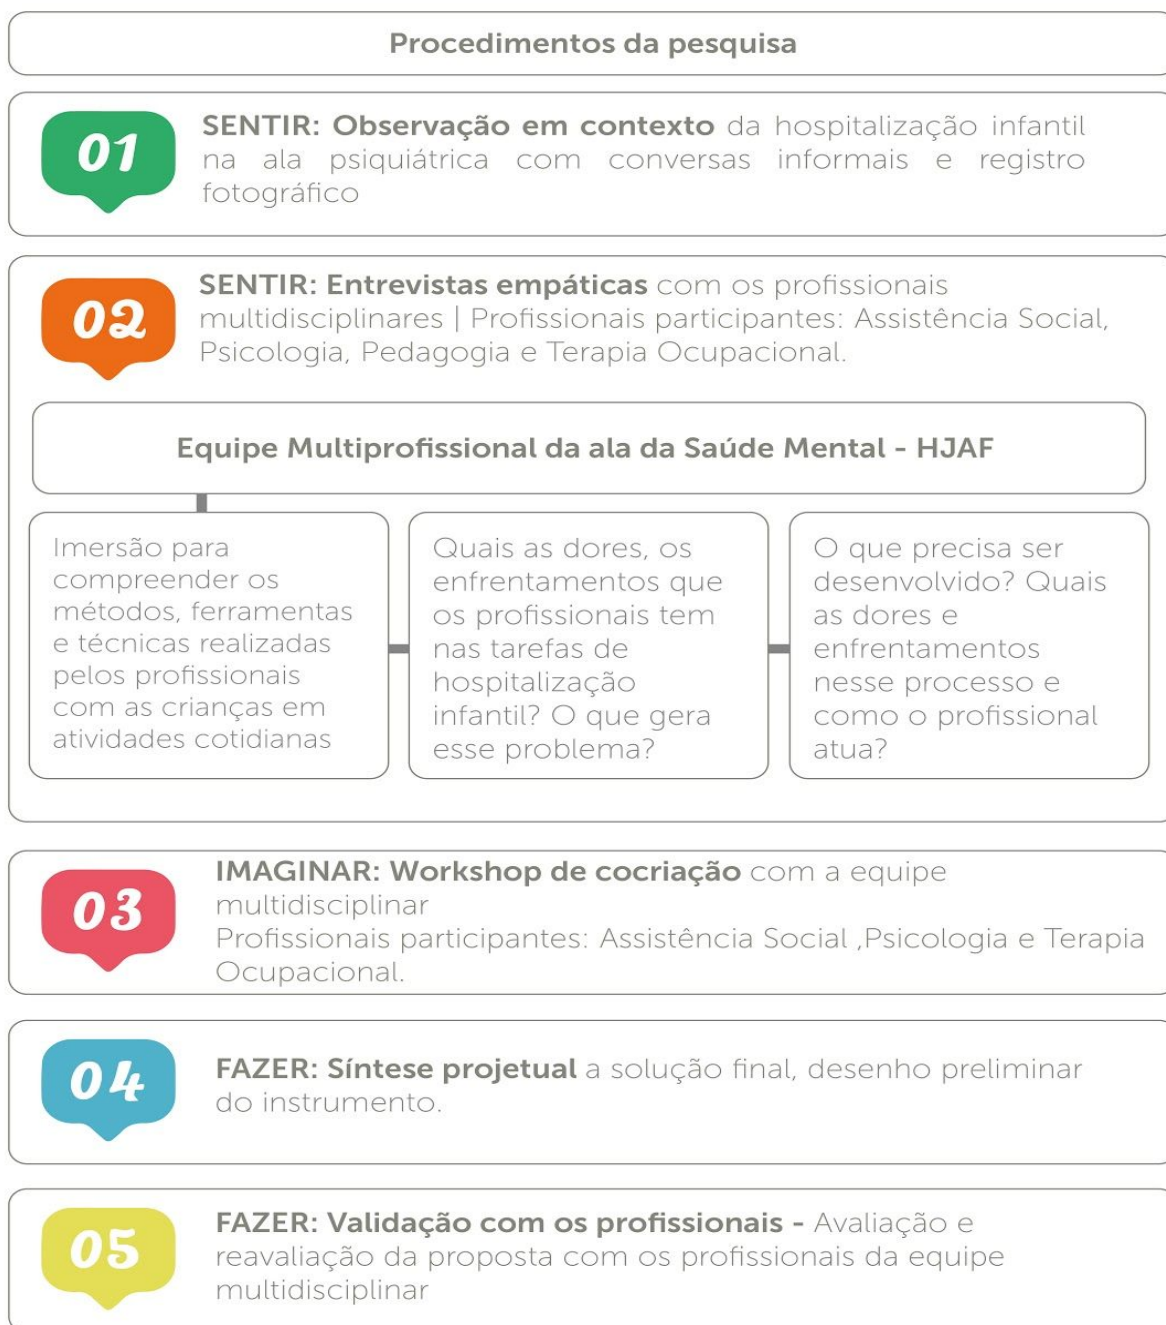 Procedimentos da pesquisa
01
SENTIR: Observação em contexto da hospitalização infantil
na ala psiquiátrica com conversas informais e registro
fotográfico
02
SENTIR: Entrevistas empáticas com os profissionais
multidisciplinares | Profissionais participantes: Assistência Social,
Psicologia, Pedagogia e Terapia Ocupacional.
Equipe Multiprofissional da ala da Saúde Mental - HJAF
Imersão para
compreender os
métodos, ferramentas
e técnicas realizadas
pelos profissionais
com as crianças em
atividades cotidianas
Quais as dores, os
enfrentamentos que
os profissionais tem
nas tarefas de
hospitalização
infantil? O que gera
esse problema?
O que precisa ser
desenvolvido? Quais
as dores e
enfrentamentos
nesse processo e
como o profissional
atua?
03
IMAGINAR: Workshop de cocriação com a equipe
multidisciplinar
Profissionais participantes: Assistência Social ,Psicologia e Terapia
Ocupacional.
04
FAZER: Síntese projetual a solução final, desenho preliminar
do instrumento.
05
FAZER: Validação com os profissionais - Avaliação e
reavaliação da proposta com os profissionais da equipe
multidisciplinar